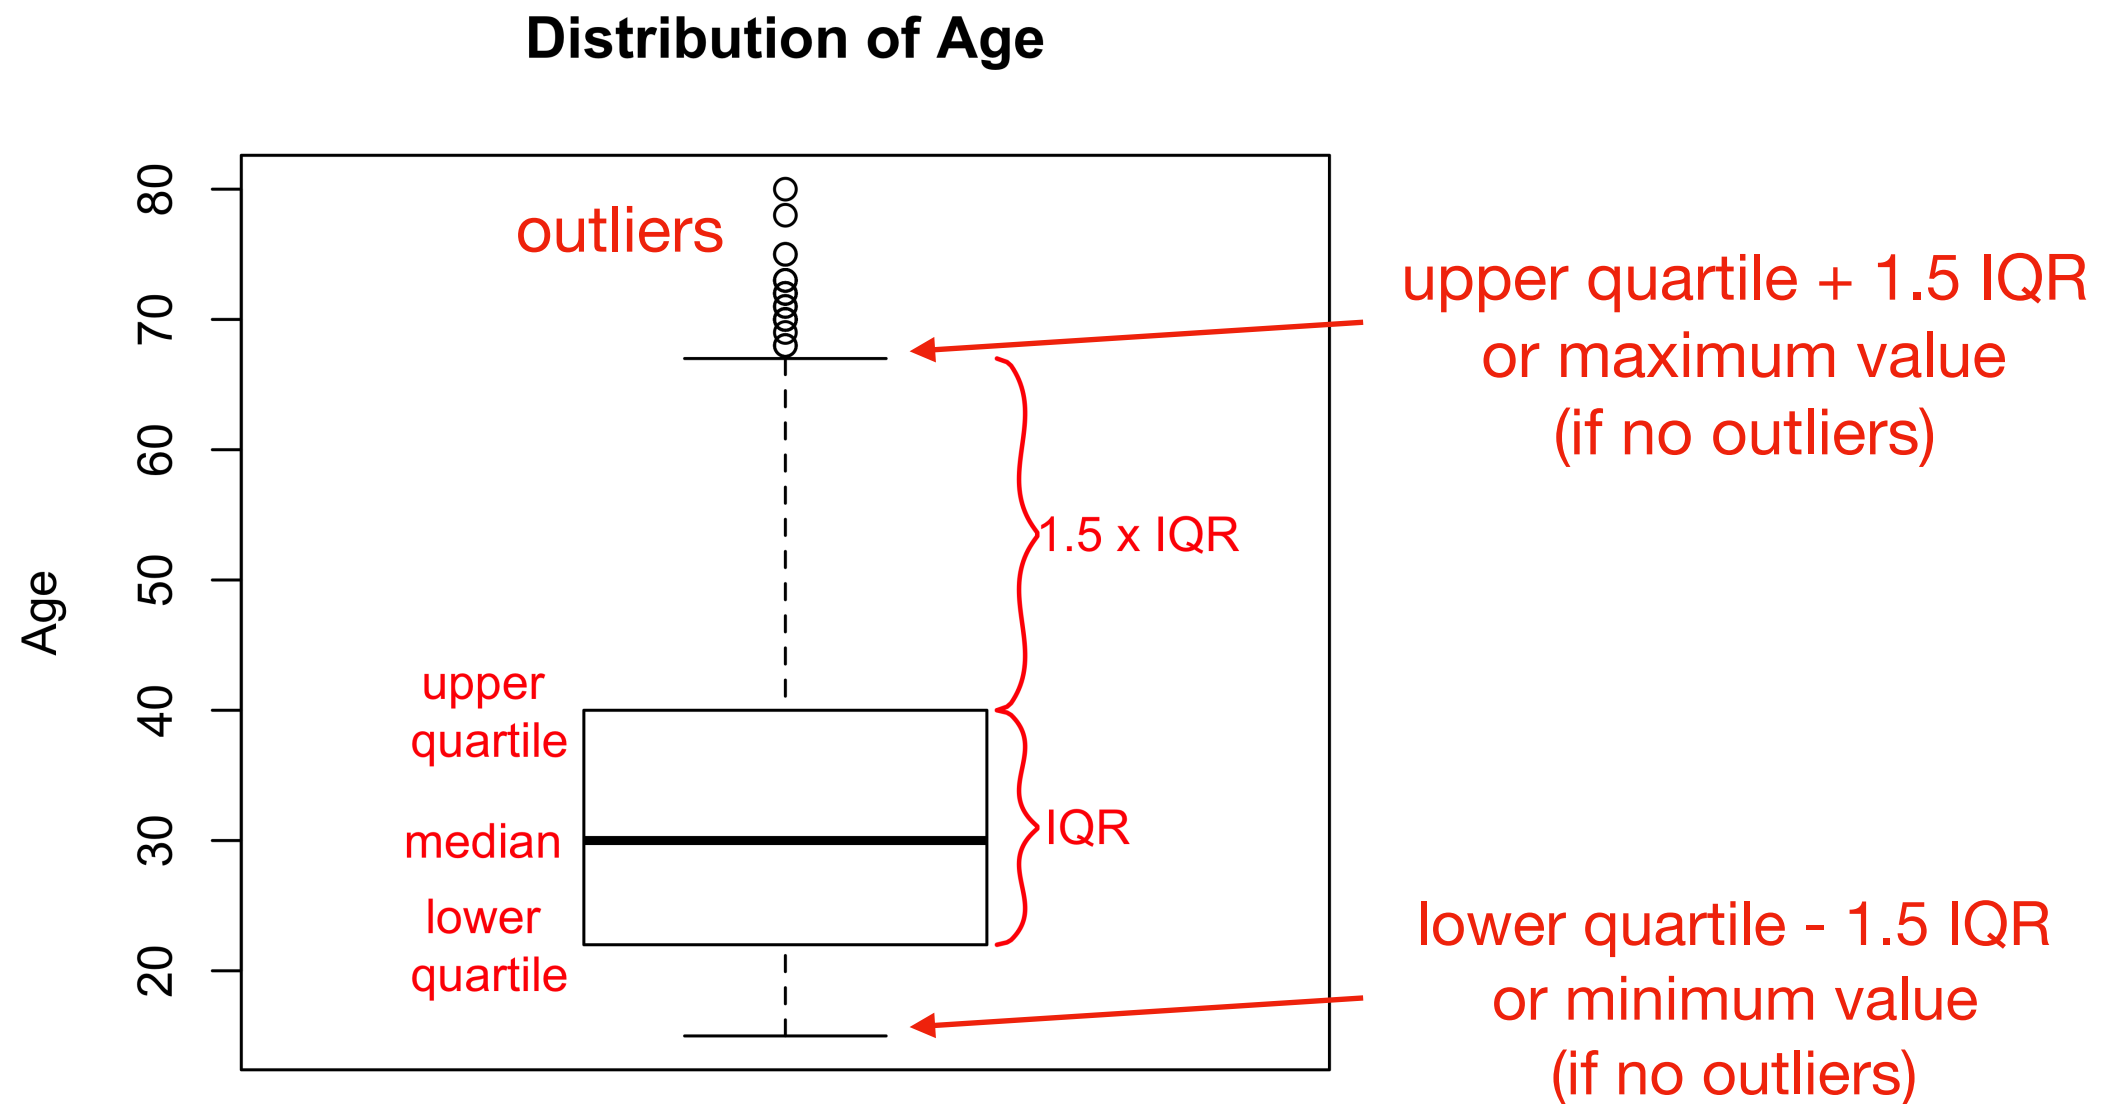 Distribution of Age
Age
80
70
60
50
40
30
20
outliers
upper
quartile
median
lower
quartile
1.5 x IQR
IQR
upper quartile + 1.5 IQR
or maximum value
(if no outliers)
lower quartile - 1.5 IQR
or minimum value
(if no outliers)